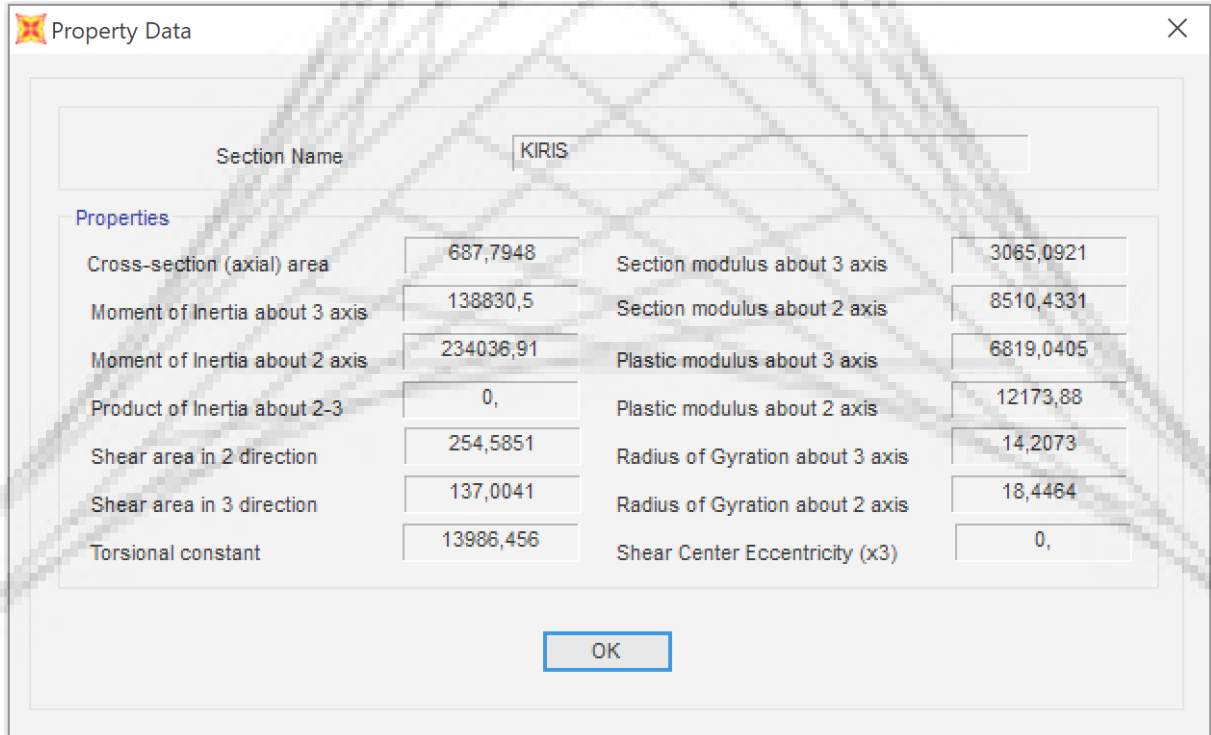 Property Data
Section Name KIRIS
Properties
Cross-section (axial) area 687,7948 Section modulus about 3 axis 3065,0921
Moment of Inertia about 3 axis 138830,5 Section modulus about 2 axis 8510,4331
Moment of Inertia about 2 axis 234036,91 Plastic modulus about 3 axis 6819,0405
Product of Inertia about 2-3 0, Plastic modulus about 2 axis 12173,88
Shear area in 2 direction 254,5851 Radius of Gyration about 3 axis 14,2073
Shear area in 3 direction 137,0041 Radius of Gyration about 2 axis 18,4464
Torsional constant 13986,456 Shear Center Eccentricity (x3) 0,
OK